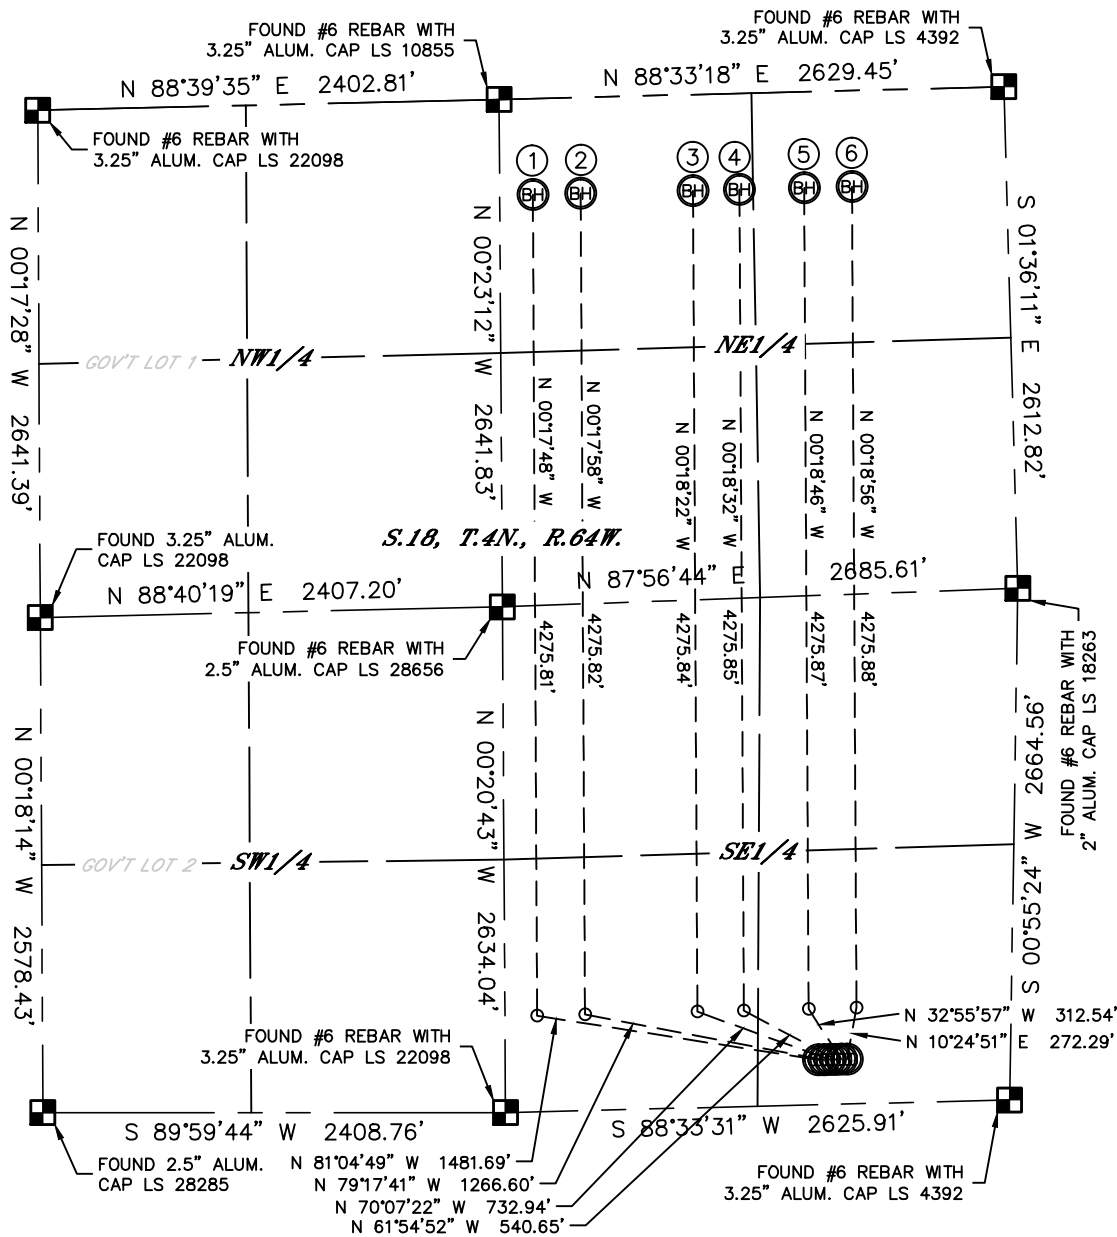 FOUND #6 REBAR WITH
3.25" ALUM. CAP LS 10855
FOUND #6 REBAR WITH
3.25" ALUM. CAP LS 4392
N 88°39'35" E 2402.81'
N 88°33'18" E 2629.45'
FOUND #6 REBAR WITH
3.25" ALUM. CAP LS 22098
1
2
3
4
5
6
BH
BH
BH
BH
BH
BH
N 00°17'28" W 2641.39'
N 00°23'12" W 2641.83'
S 01°36'11" E 2612.82'
GOV'T LOT 1
NW1/4
NE1/4
N 00°17'48" W
N 00°17'58" W
N 00°18'22" W
N 00°18'32" W
N 00°18'46" W
N 00°18'56" W
S.18, T.4N., R.64W.
FOUND 3.25" ALUM.
CAP LS 22098
N 88°40'19" E 2407.20'
N 87°56'44" E 2685.61'
FOUND #6 REBAR WITH
2.5" ALUM. CAP LS 28656
4275.81'
4275.82'
4275.84'
4275.85'
4275.87'
4275.88'
FOUND #6 REBAR WITH
2" ALUM. CAP LS 18263
N 00°18'14" W 2578.43'
N 00°20'43" W 2634.04'
S 00°55'24" W 2664.56'
GOV'T LOT 2
SW1/4
SE1/4
N 32°55'57" W 312.54'
N 10°24'51" E 272.29'
FOUND #6 REBAR WITH
3.25" ALUM. CAP LS 22098
S 89°59'44" W 2408.76'
S 88°33'31" W 2625.91'
FOUND 2.5" ALUM.
CAP LS 28285
N 81°04'49" W 1481.69'
N 79°17'41" W 1266.60'
N 70°07'22" W 732.94'
N 61°54'52" W 540.65'
FOUND #6 REBAR WITH
3.25" ALUM. CAP LS 4392